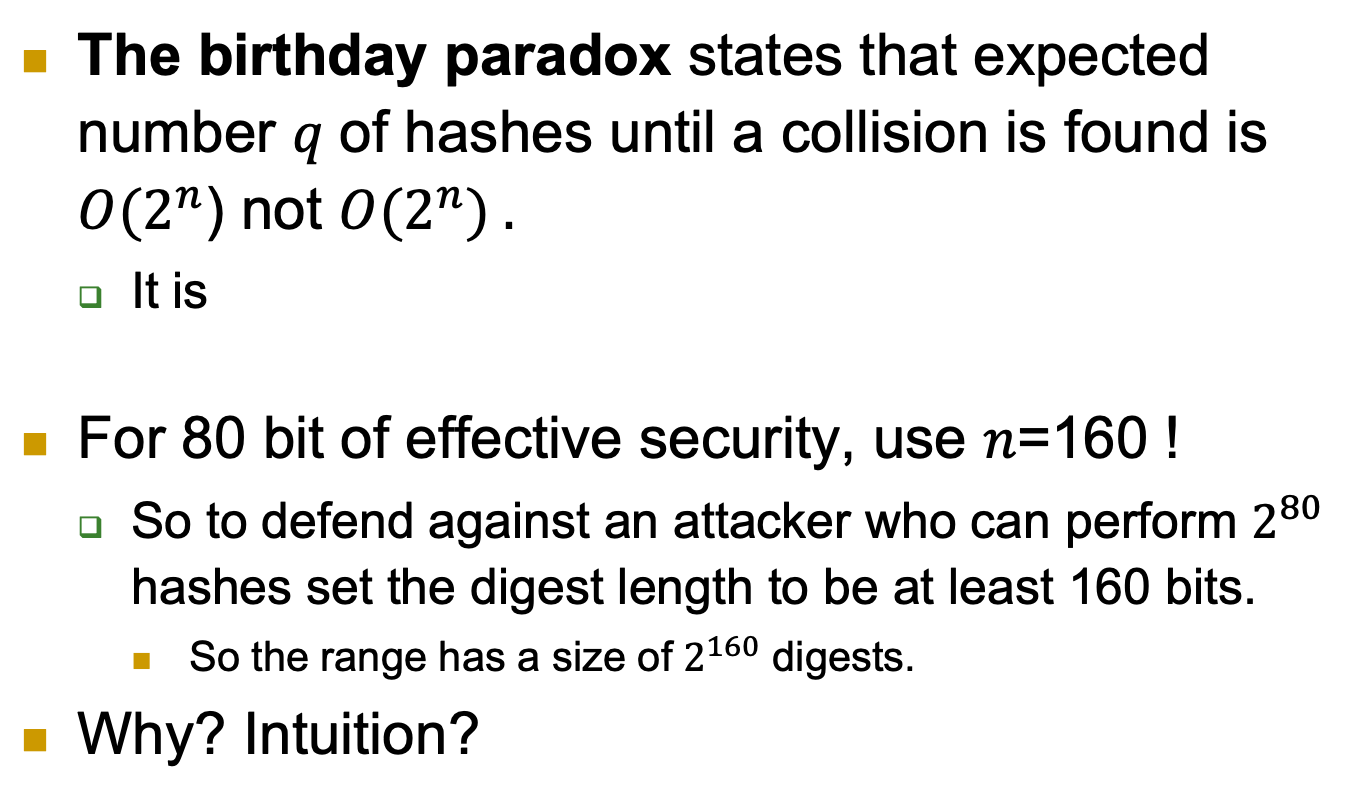 ■ The birthday paradox states that expected
number q of hashes until a collision is found is
O(2ⁿ) not O(2ⁿ) .
❑ It is
■ For 80 bit of effective security, use n=160 !
❑ So to defend against an attacker who can perform 2⁸⁰
hashes set the digest length to be at least 160 bits.
■ So the range has a size of 2¹⁶⁰ digests.
■ Why? Intuition?